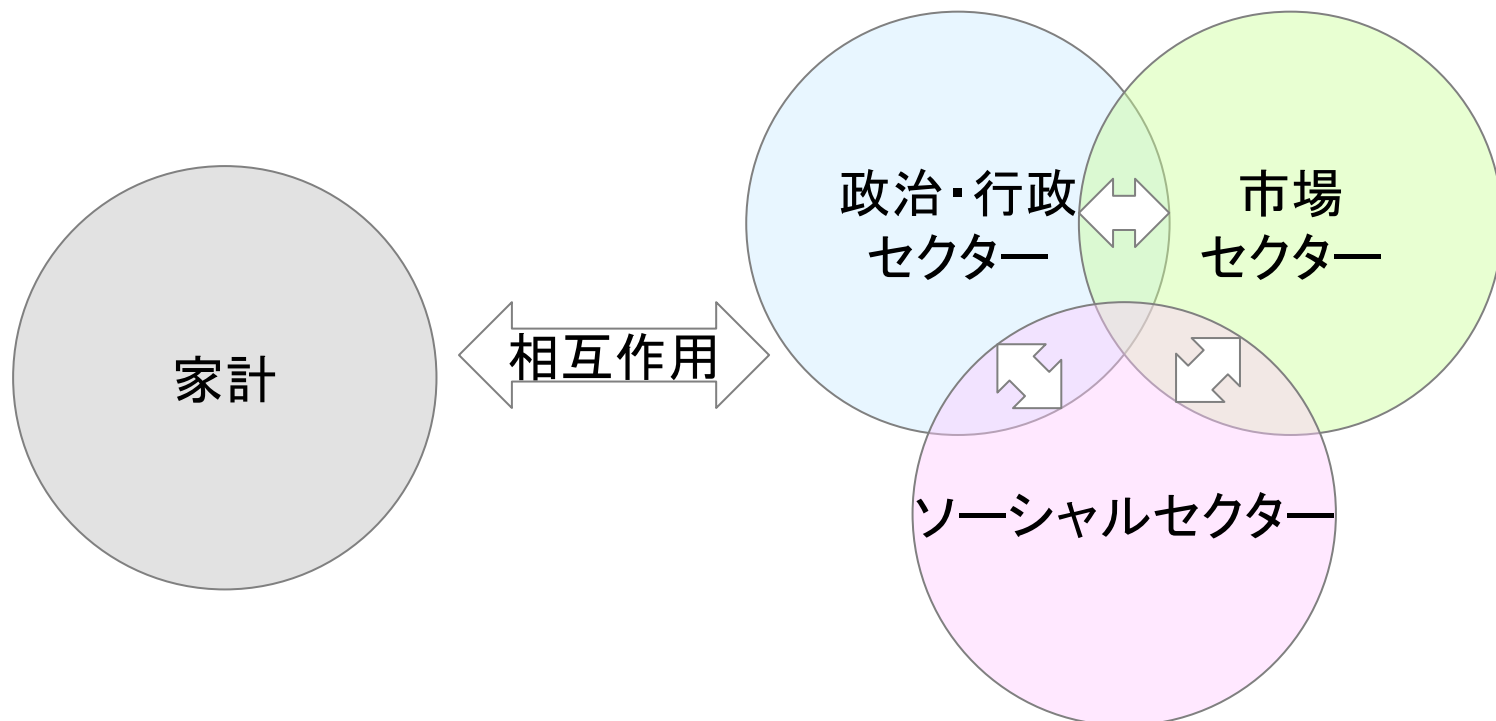 家計
相互作用
政治・行政
セクター
市場
セクター
ソーシャルセクター